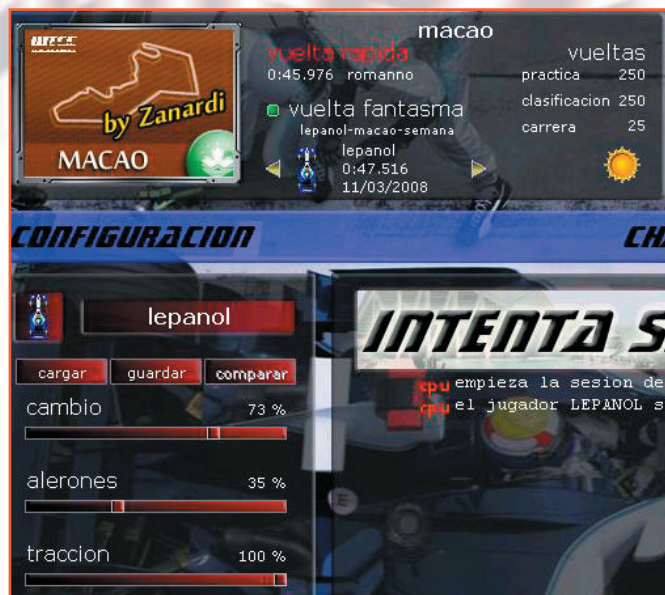 by Zanardi
MACAO
macao
vuelta rapida
0:45.976 romanno
vuelta fantasma
lepanol-macao-semana
lepanol
0:47.516
11/03/2008
vueltas
practica 250
clasificacion 250
carrera 25
CONFIGURACION
CH
lepanol
cargar guardar comparar
cambio 73 %
alerones 35 %
traccion 100 %
INTENTA S
cpu empieza la sesion de
cpu el jugador LEPANOL s
E